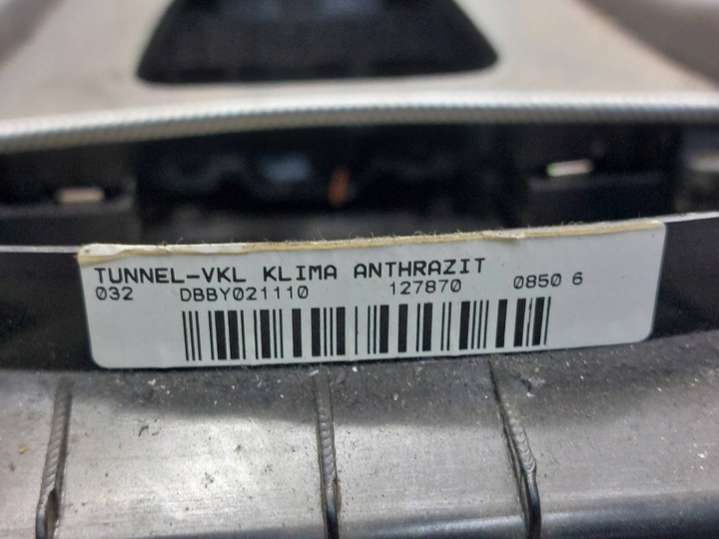 TUNNEL-VKL KLIMA ANTHRAZIT
032 DBBY021110 127870 0850 6